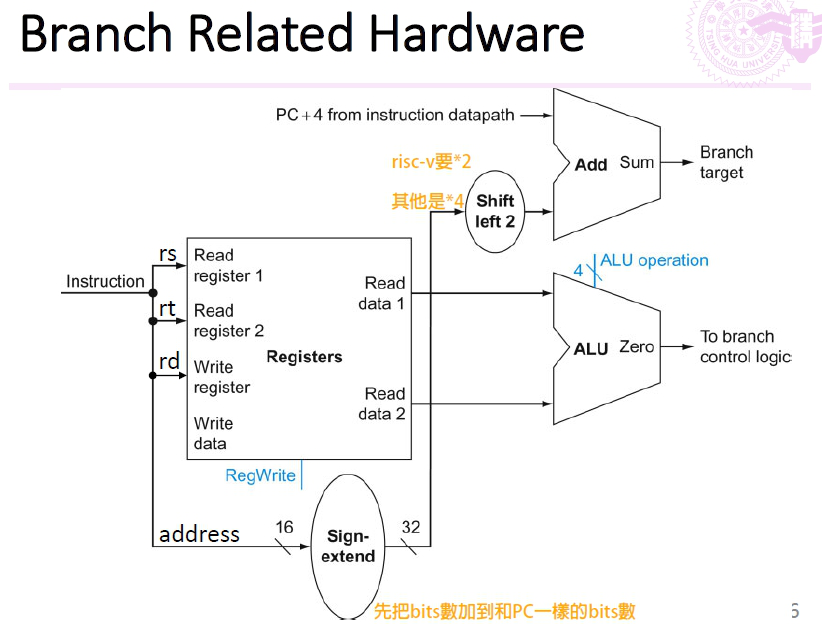 Branch Related Hardware
PC + 4 from instruction datapath
risc-v要*2
其他是*4
Shift
left 2
Add Sum
Branch
target
ALU operation
4
Instruction
rs
Read
register 1
rt
Read
register 2
rd
Write
register
Write
data
Registers
Read
data 1
Read
data 2
RegWrite
ALU Zero
To branch
control logic
address
16
Sign-
extend
32
先把bits數加到和PC一樣的bits數